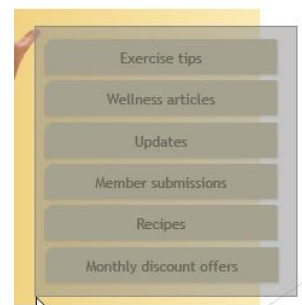 Exercise tips
Wellness articles
Updates
Member submissions
Recipes
Monthly discount offers